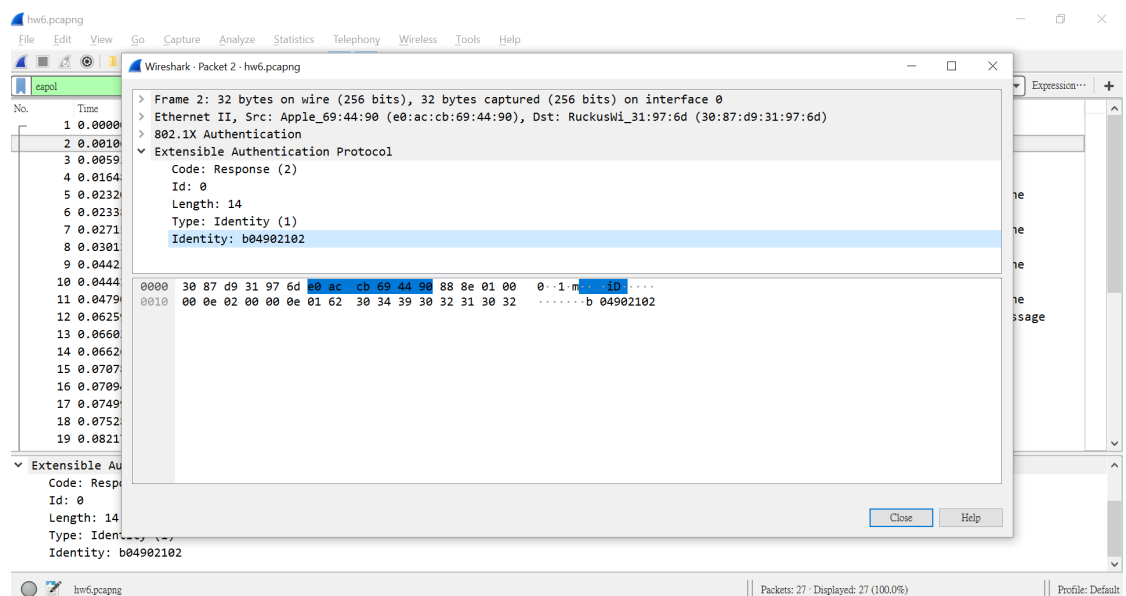 hw6.pcapng
File Edit View Go Capture Analyze Statistics Telephony Wireless Tools Help
Wireshark · Packet 2 · hw6.pcapng
eapol
Expression…
No. Time
1 0.0000
2 0.0010
3 0.0059
4 0.0164
5 0.0232
6 0.0233
7 0.0271
8 0.0301
9 0.0442
10 0.0444
11 0.0479
12 0.0625
13 0.0660
14 0.0662
15 0.0707
16 0.0709
17 0.0749
18 0.0752
19 0.0821
ne
ne
ne
ne
ssage
Frame 2: 32 bytes on wire (256 bits), 32 bytes captured (256 bits) on interface 0
Ethernet II, Src: Apple_69:44:90 (e0:ac:cb:69:44:90), Dst: RuckusWi_31:97:6d (30:87:d9:31:97:6d)
802.1X Authentication
Extensible Authentication Protocol
Code: Response (2)
Id: 0
Length: 14
Type: Identity (1)
Identity: b04902102
0000 30 87 d9 31 97 6d e0 ac cb 69 44 90 88 8e 01 00 0··1·m·· ·iD·····
0010 00 0e 02 00 00 0e 01 62 30 34 39 30 32 31 30 32 ·······b 04902102
Close Help
Extensible Au
Code: Resp
Id: 0
Length: 14
Type: Identity (1)
Identity: b04902102
hw6.pcapng
Packets: 27 · Displayed: 27 (100.0%)
Profile: Default